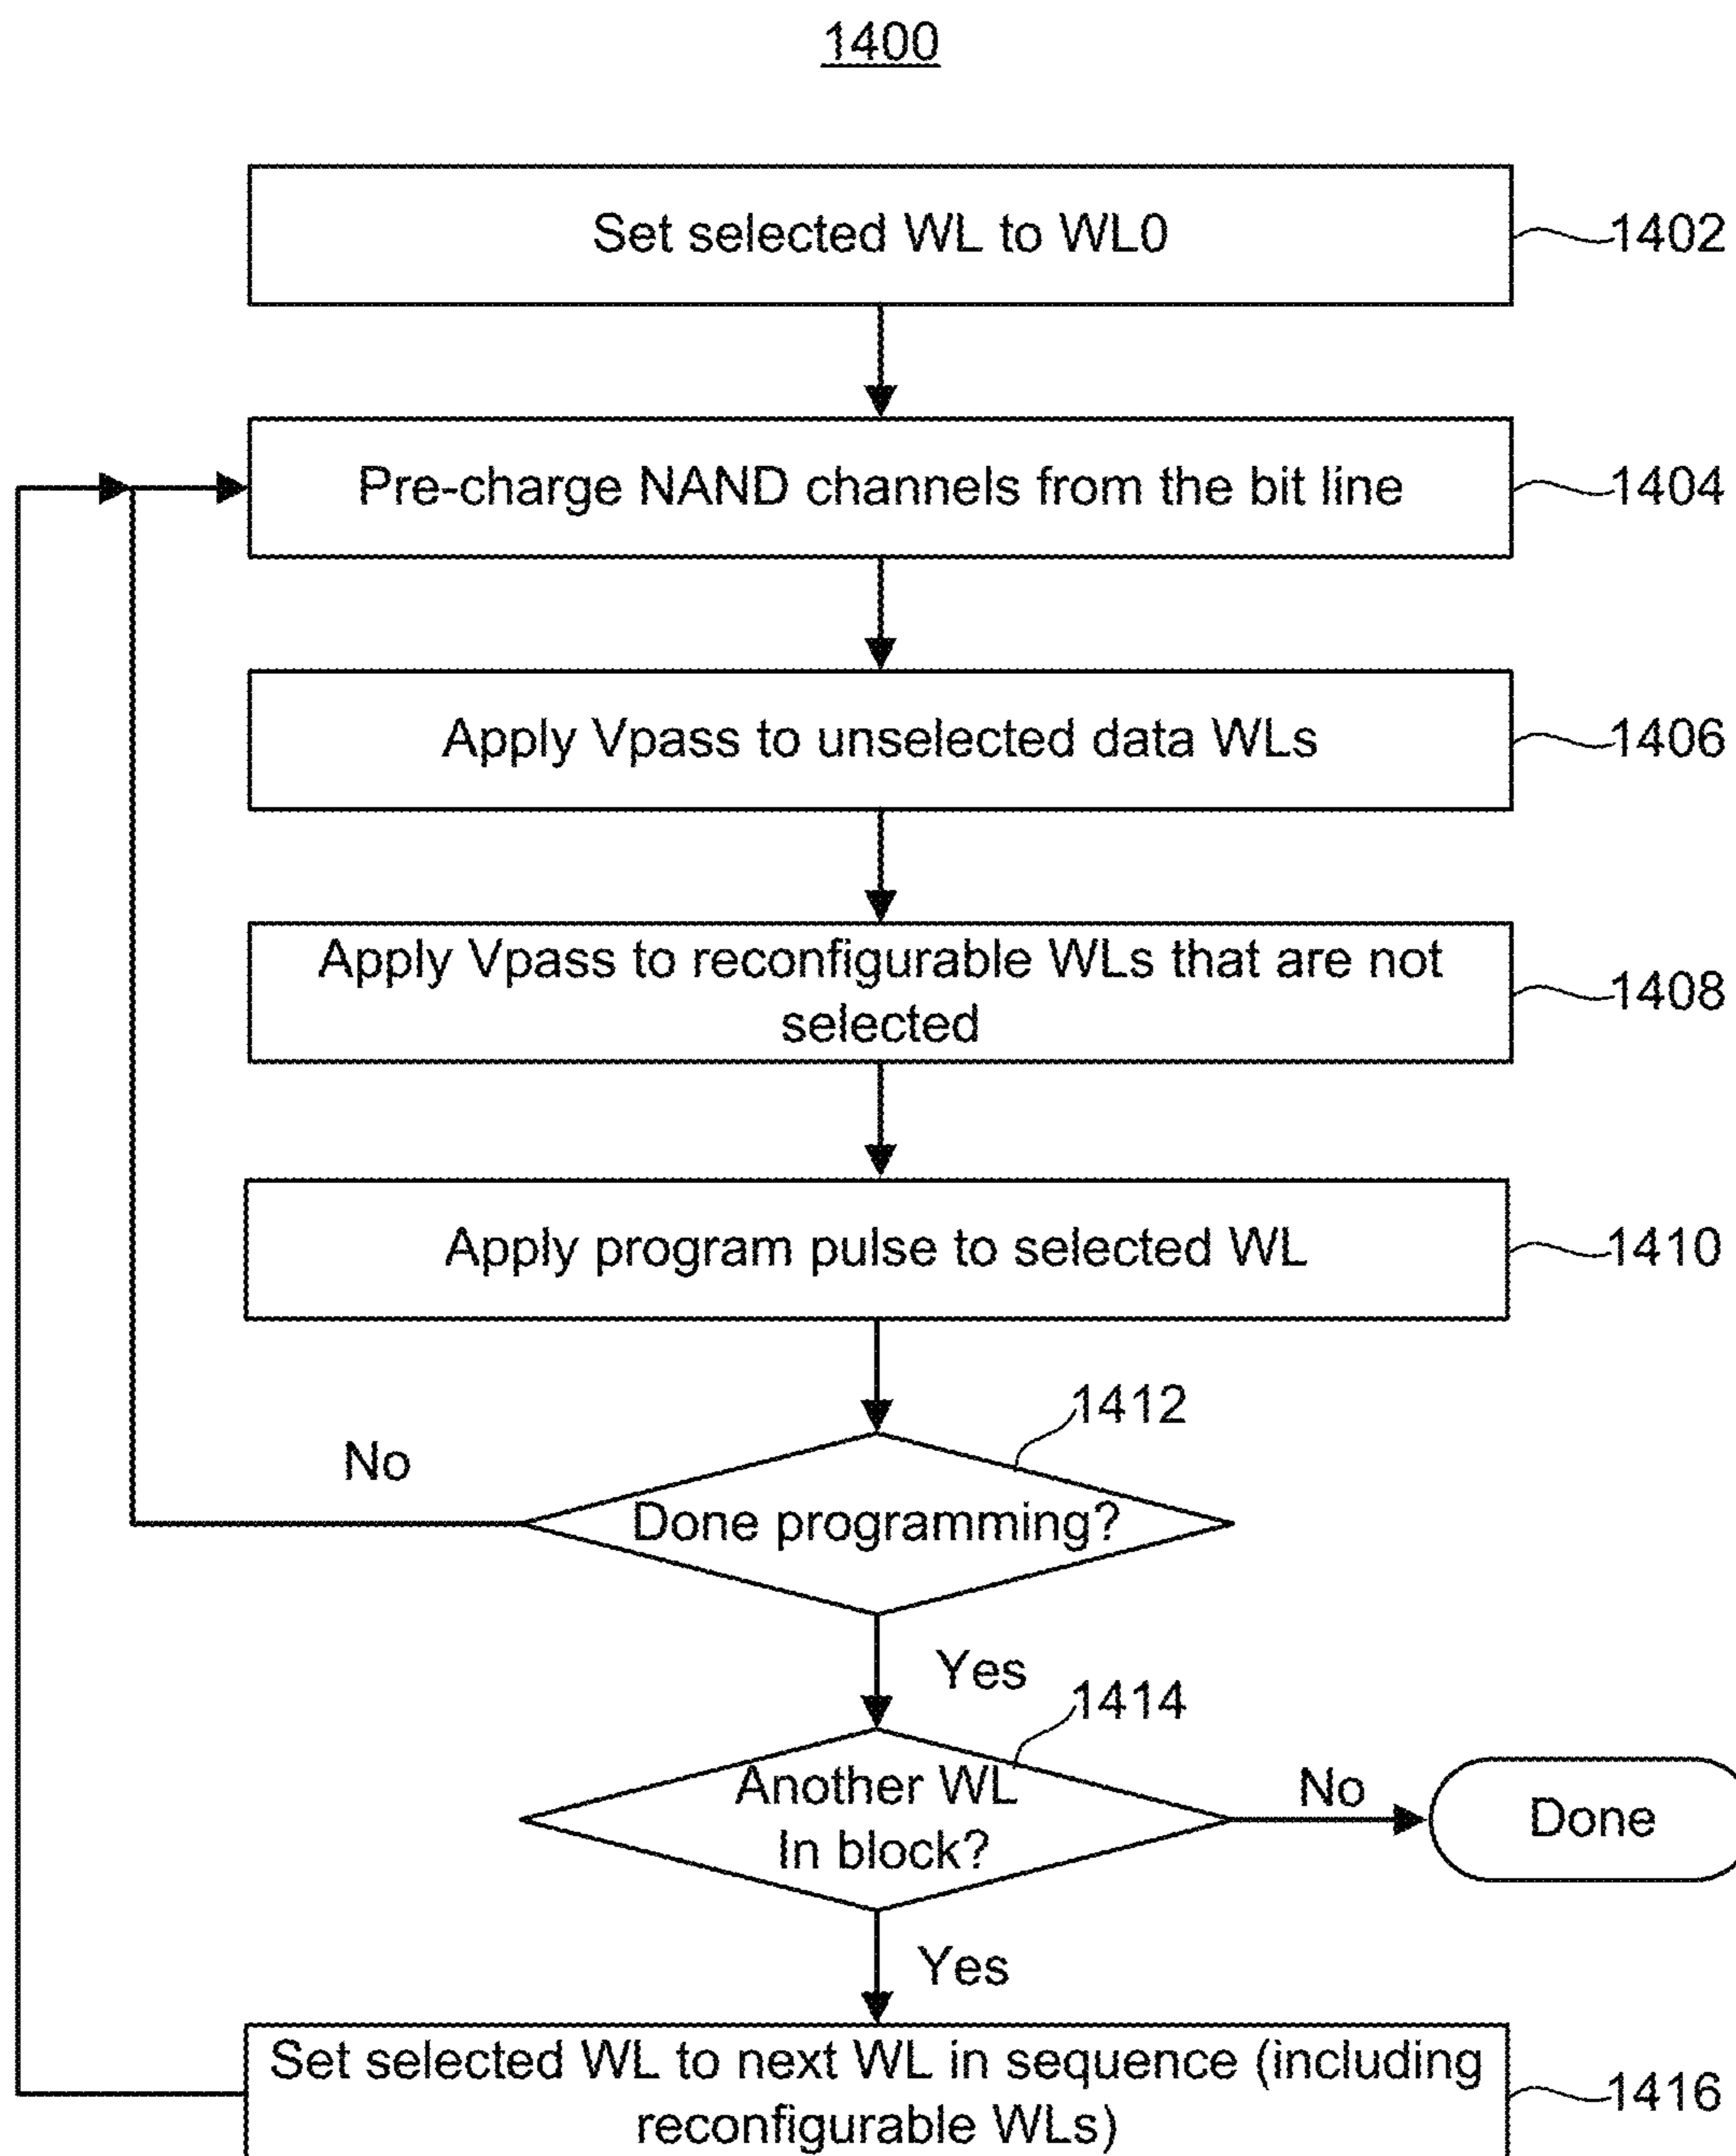 1400
Set selected WL to WL0
1402
Pre-charge NAND channels from the bit line
1404
Apply Vpass to unselected data WLs
1406
Apply Vpass to reconfigurable WLs that are not
selected
1408
Apply program pulse to selected WL
1410
1412
No
Done programming?
Yes
1414
Another WL
In block?
No
Done
Yes
Set selected WL to next WL in sequence (including
reconfigurable WLs)
1416